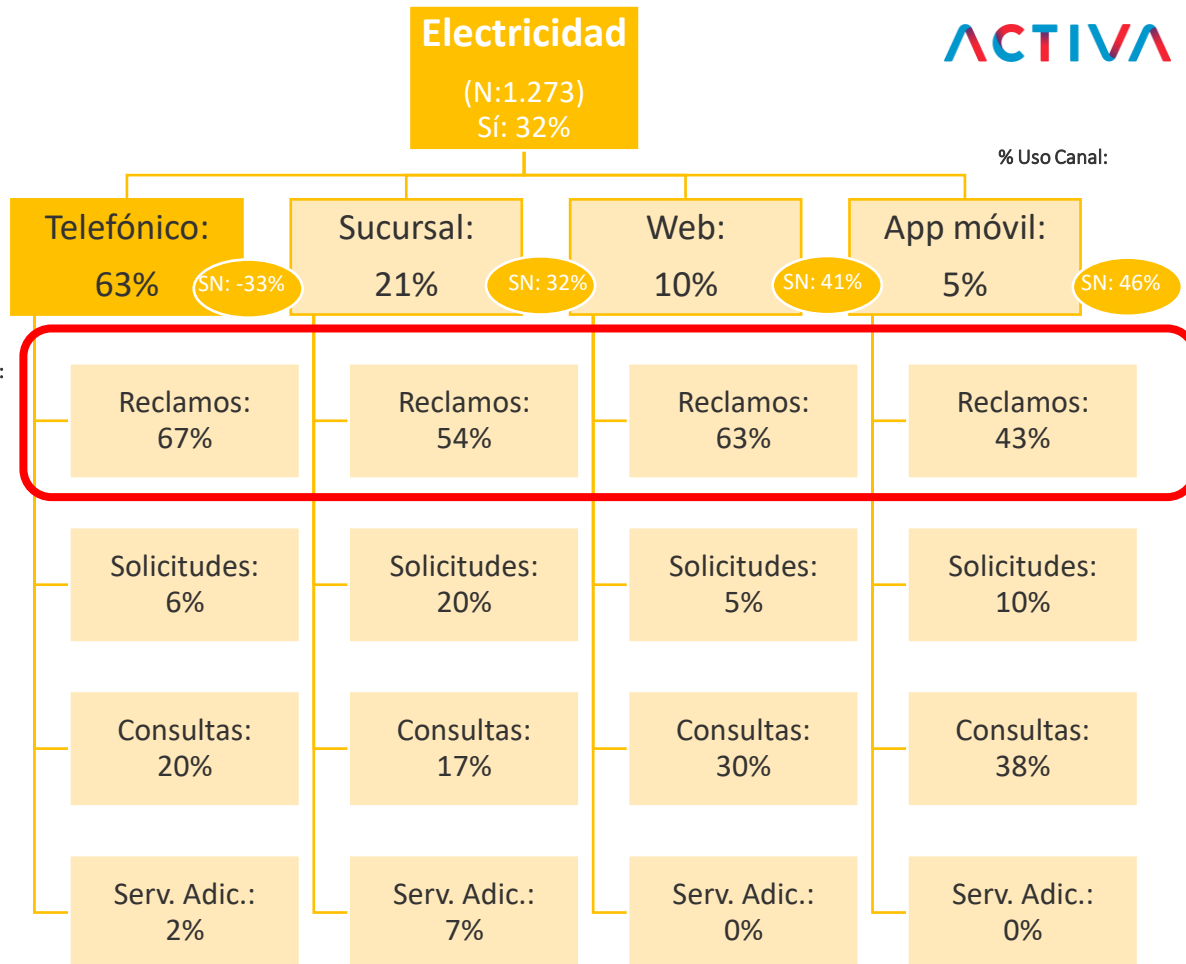 Electricidad
(N:1.273)
Sí: 32%
ACTIVA
% Uso Canal:
Telefónico:
63%
SN: -33%
Sucursal:
21%
SN: 32%
Web:
10%
SN: 41%
App móvil:
5%
SN: 46%
:
Reclamos:
67%
Reclamos:
54%
Reclamos:
63%
Reclamos:
43%
Solicitudes:
6%
Solicitudes:
20%
Solicitudes:
5%
Solicitudes:
10%
Consultas:
20%
Consultas:
17%
Consultas:
30%
Consultas:
38%
Serv. Adic.:
2%
Serv. Adic.:
7%
Serv. Adic.:
0%
Serv. Adic.:
0%